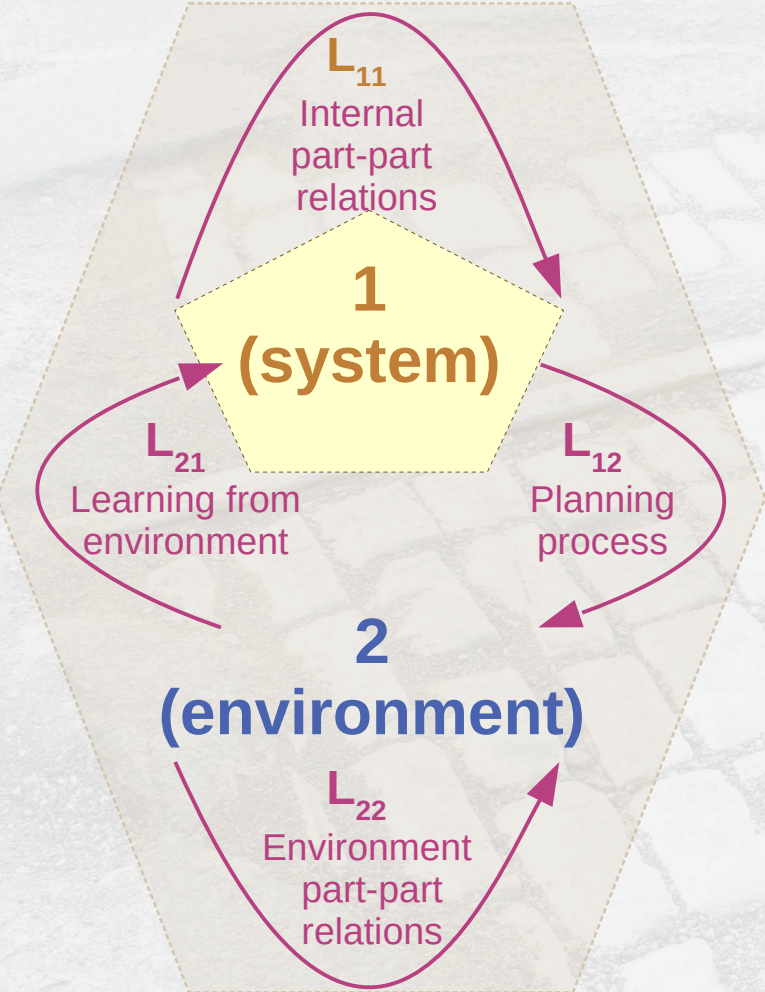 L11
Internal
part-part
relations
1
(system)
L21
Learning from
environment
L12
Planning
process
2
(environment)
L22
Environment
part-part
relations